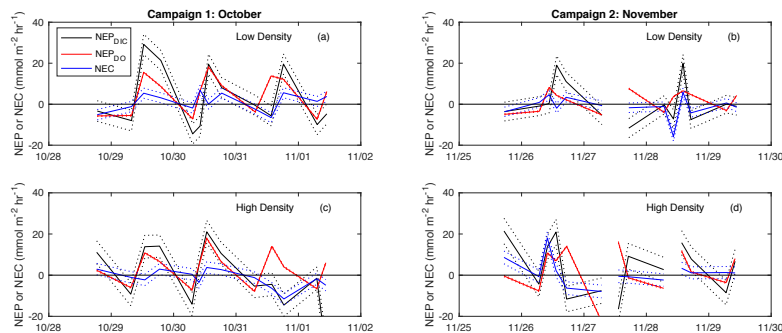 Campaign 1: October
Campaign 2: November
NEP or NEC (mmol m-2 hr-1)
40
20
0
-20
NEPDIC
NEPDO
NEC
Low Density (a)
10/28 10/29 10/30 10/31 11/01 11/02
NEP or NEC (mmol m-2 hr-1)
40
20
0
-20
Low Density (b)
11/25 11/26 11/27 11/28 11/29 11/30
NEP or NEC (mmol m-2 hr-1)
40
20
0
-20
High Density (c)
10/28 10/29 10/30 10/31 11/01 11/02
NEP or NEC (mmol m-2 hr-1)
40
20
0
-20
High Density (d)
11/25 11/26 11/27 11/28 11/29 11/30